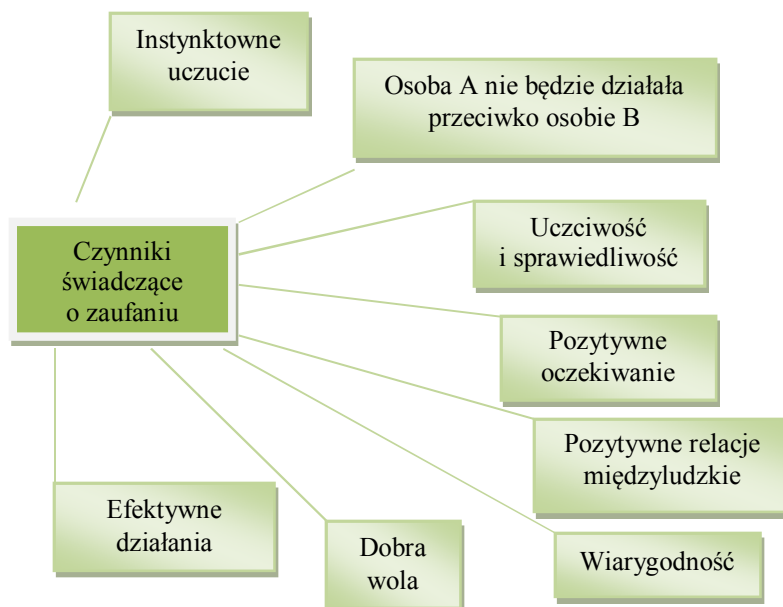 Instynktowne
uczucie
Osoba A nie będzie działała
przeciwko osobie B
Czynniki
świadczące
o zaufaniu
Uczciwość
i sprawiedliwość
Pozytywne
oczekiwanie
Pozytywne relacje
międzyludzkie
Efektywne
działania
Dobra
wola
Wiarygodność